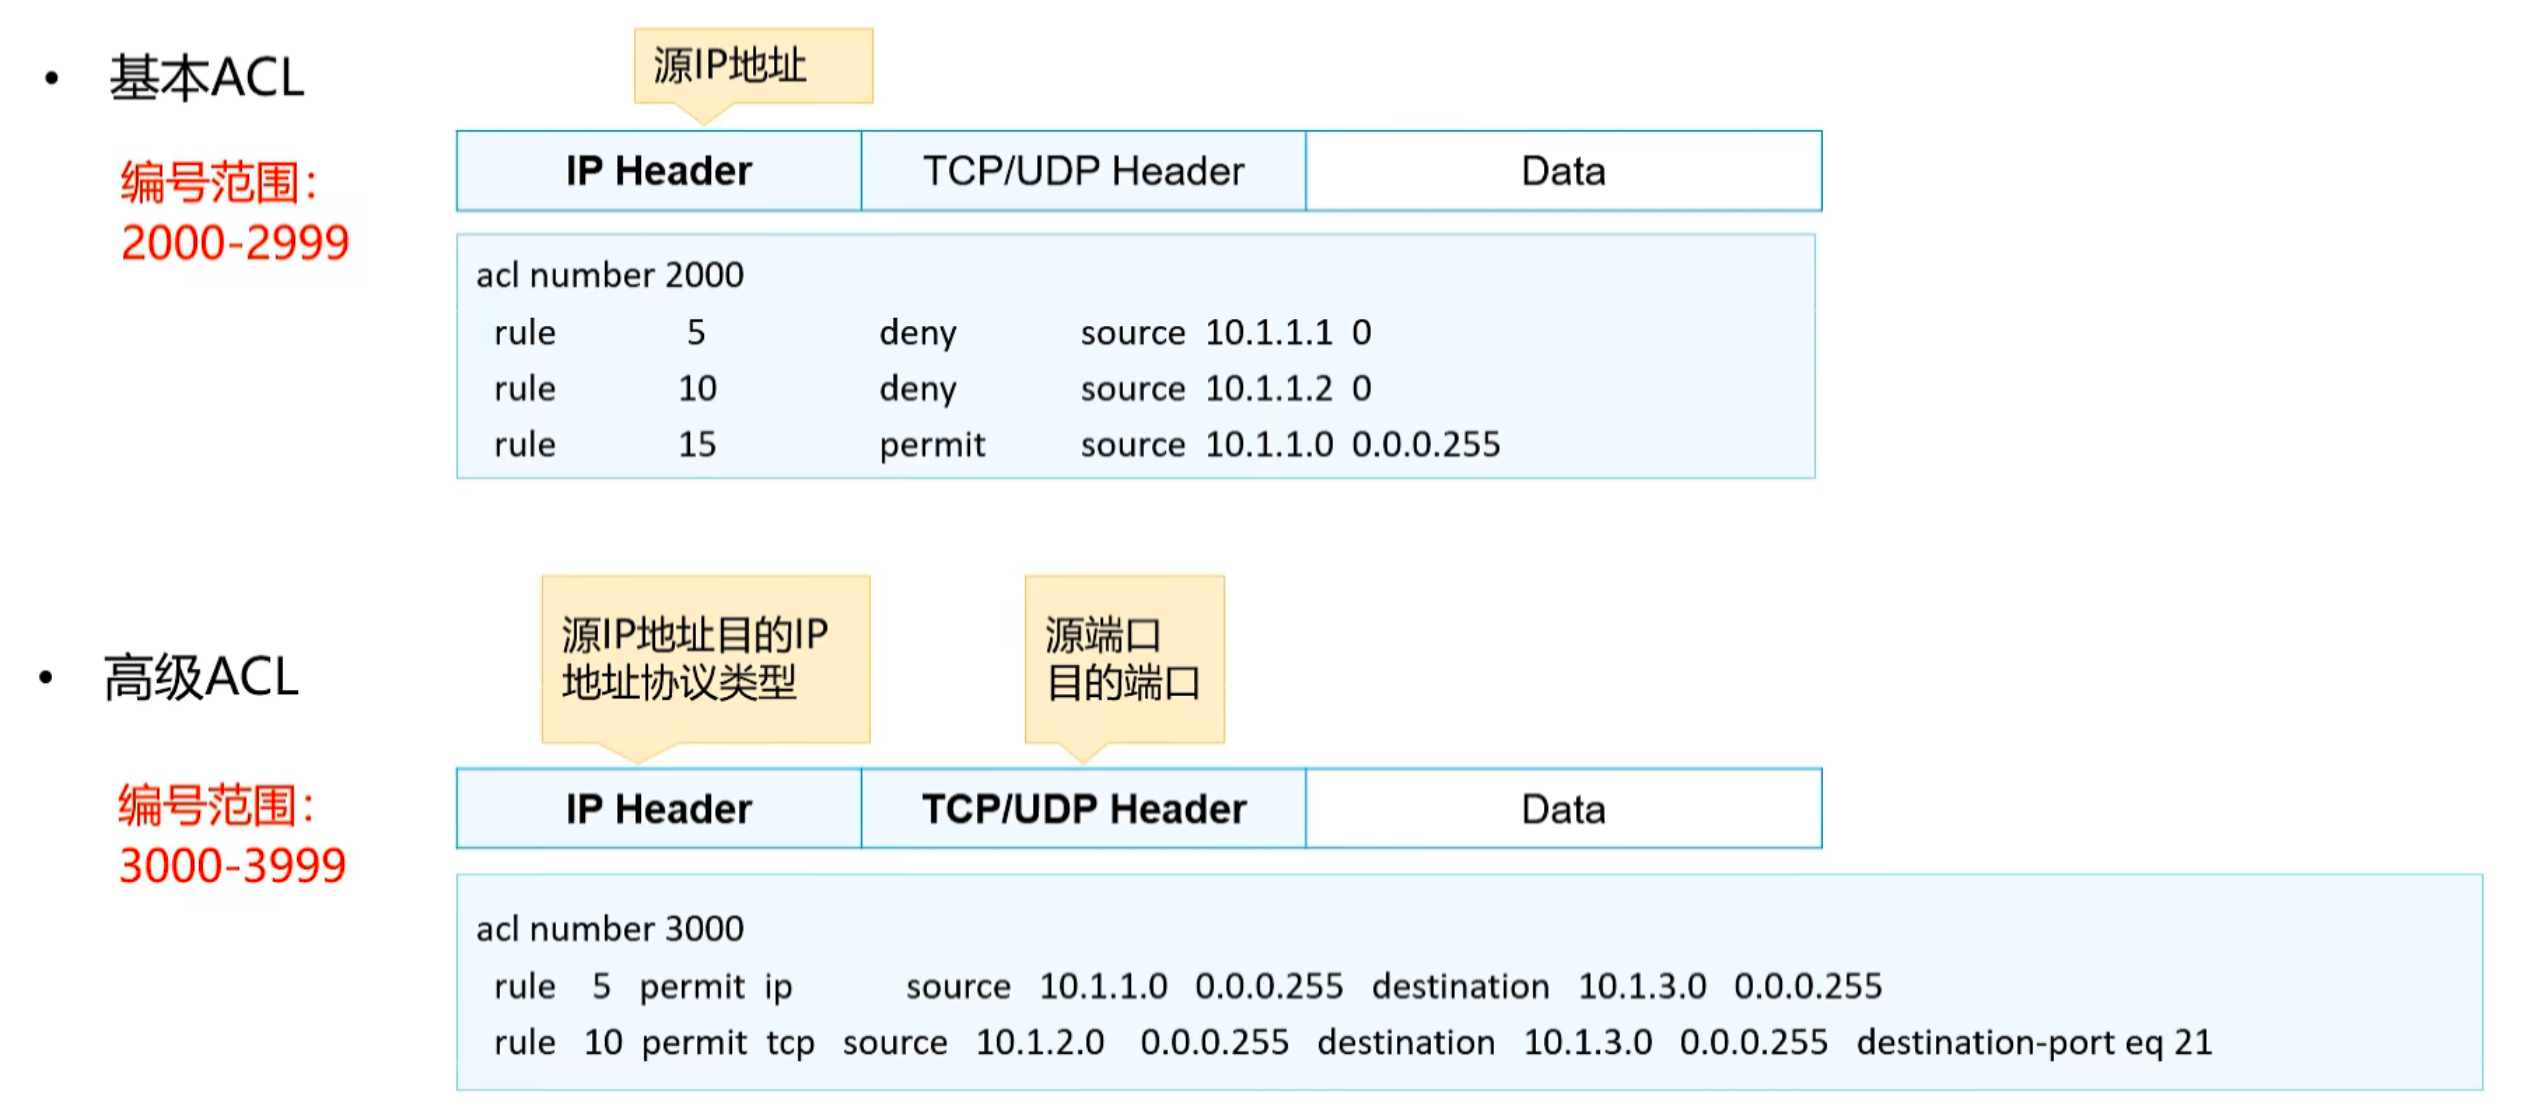 • 基本ACL
源IP地址
编号范围：
2000-2999
IP Header TCP/UDP Header Data
acl number 2000
rule 5 deny source 10.1.1.1 0
rule 10 deny source 10.1.1.2 0
rule 15 permit source 10.1.1.0 0.0.0.255
• 高级ACL
源IP地址目的IP
地址协议类型
源端口
目的端口
编号范围：
3000-3999
IP Header TCP/UDP Header Data
acl number 3000
rule 5 permit ip source 10.1.1.0 0.0.0.255 destination 10.1.3.0 0.0.0.255
rule 10 permit tcp source 10.1.2.0 0.0.0.255 destination 10.1.3.0 0.0.0.255 destination-port eq 21